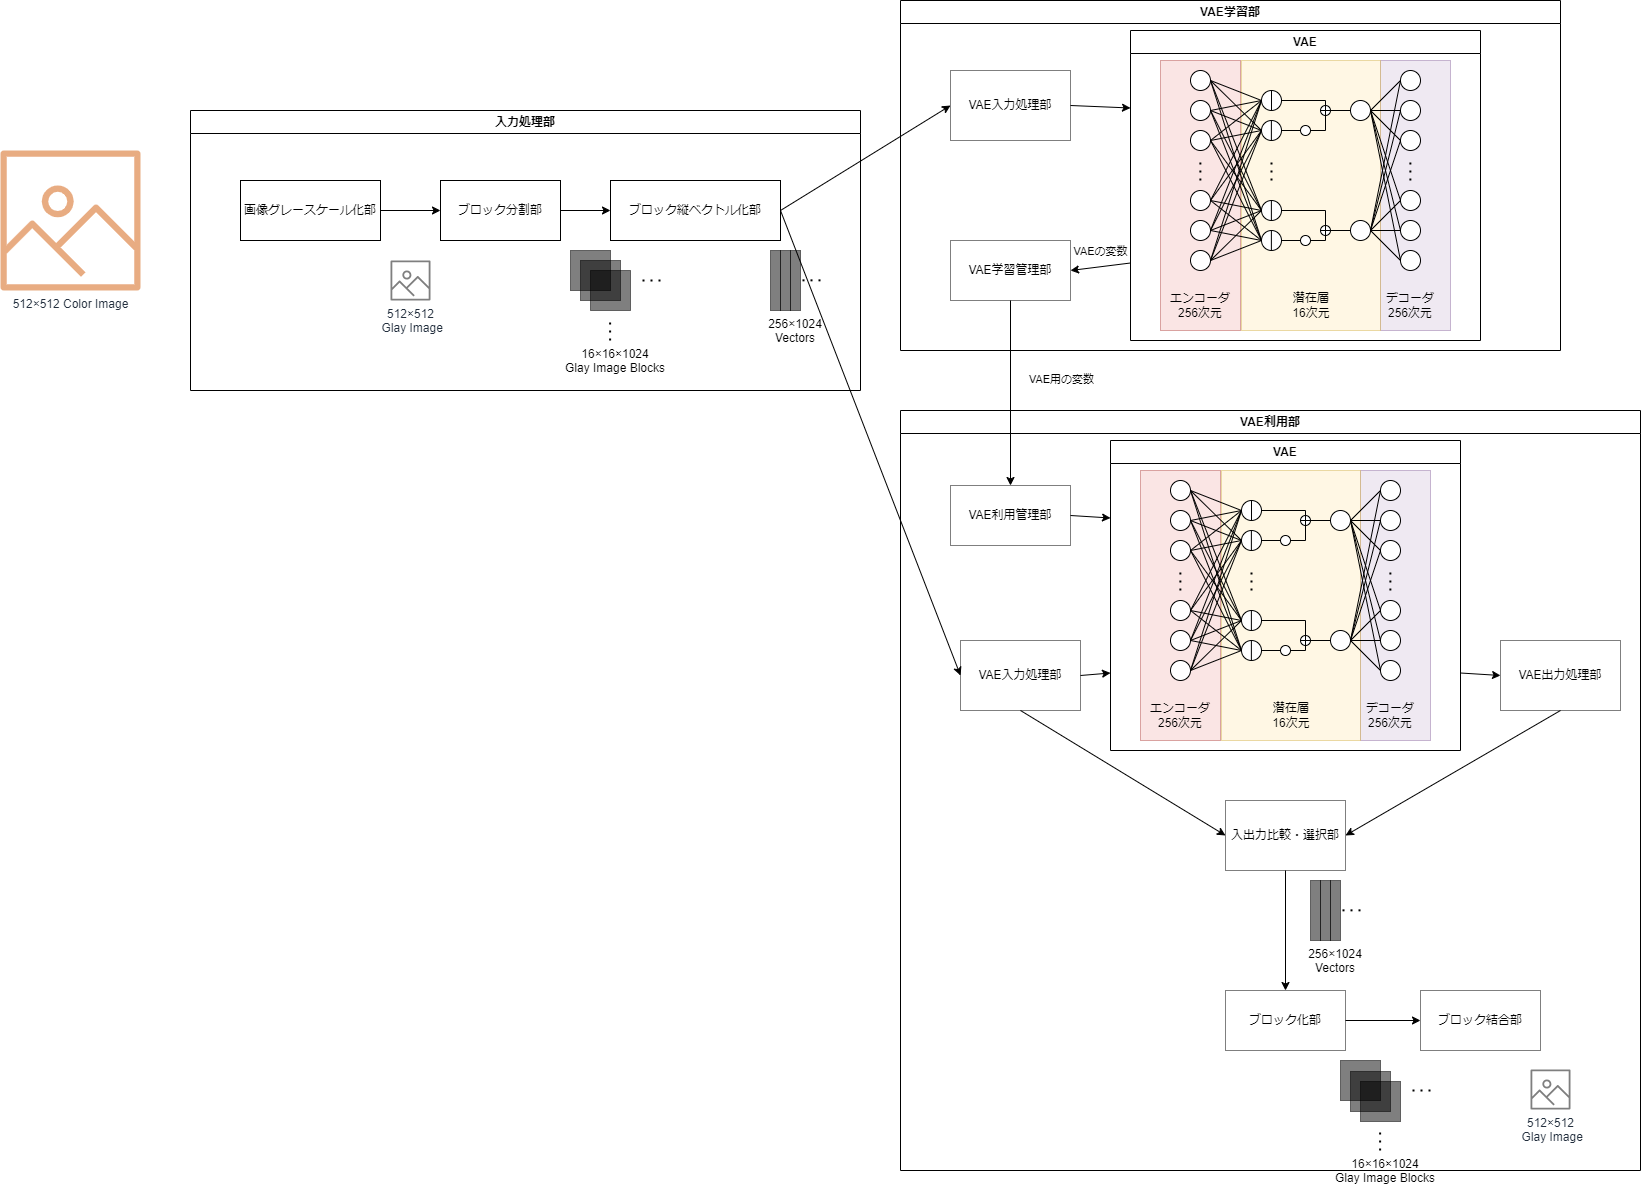 512×512 Color Image
入力処理部
画像グレースケール化部
ブロック分割部
ブロック縦ベクトル化部
512×512
Glay Image
16×16×1024
Glay Image Blocks
256×1024
Vectors
VAE学習部
VAE入力処理部
VAE学習管理部
VAEの変数
VAE
エンコーダ
256次元
潜在層
16次元
デコーダ
256次元
VAE用の変数
VAE利用部
VAE利用管理部
VAE入力処理部
VAE
エンコーダ
256次元
潜在層
16次元
デコーダ
256次元
VAE出力処理部
入出力比較・選択部
256×1024
Vectors
ブロック化部
ブロック結合部
16×16×1024
Glay Image Blocks
512×512
Glay Image